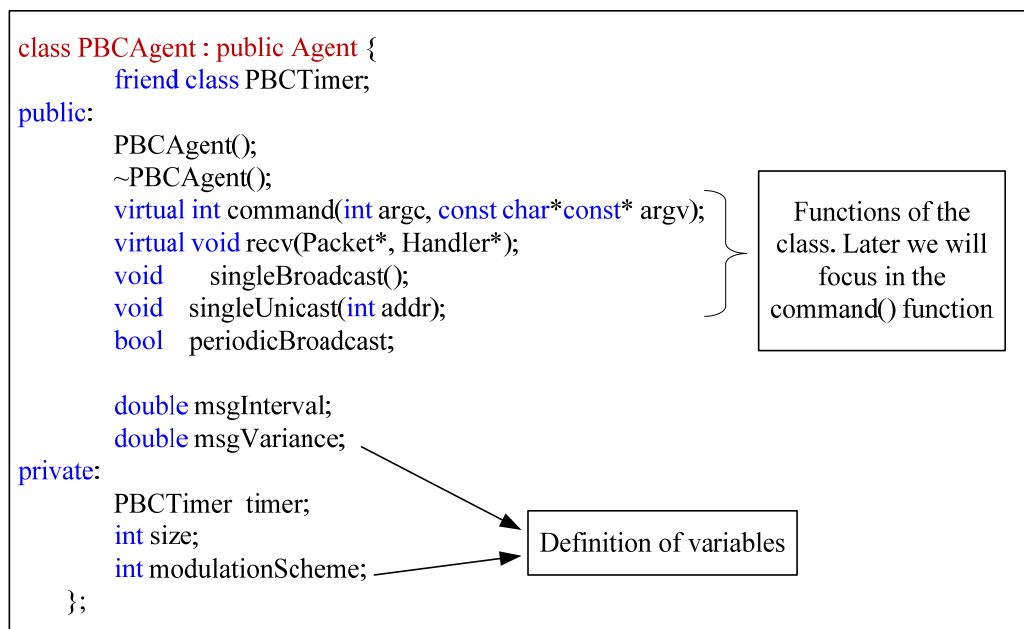 class PBCAgent : public Agent {
friend class PBCTimer;
public:
PBCAgent();
~PBCAgent();
virtual int command(int argc, const char*const* argv);
virtual void recv(Packet*, Handler*);
void singleBroadcast();
void singleUnicast(int addr);
bool periodicBroadcast;
double msgInterval;
double msgVariance;
private:
PBCTimer timer;
int size;
int modulationScheme;
};
Functions of the
class. Later we will
focus in the
command() function
Definition of variables